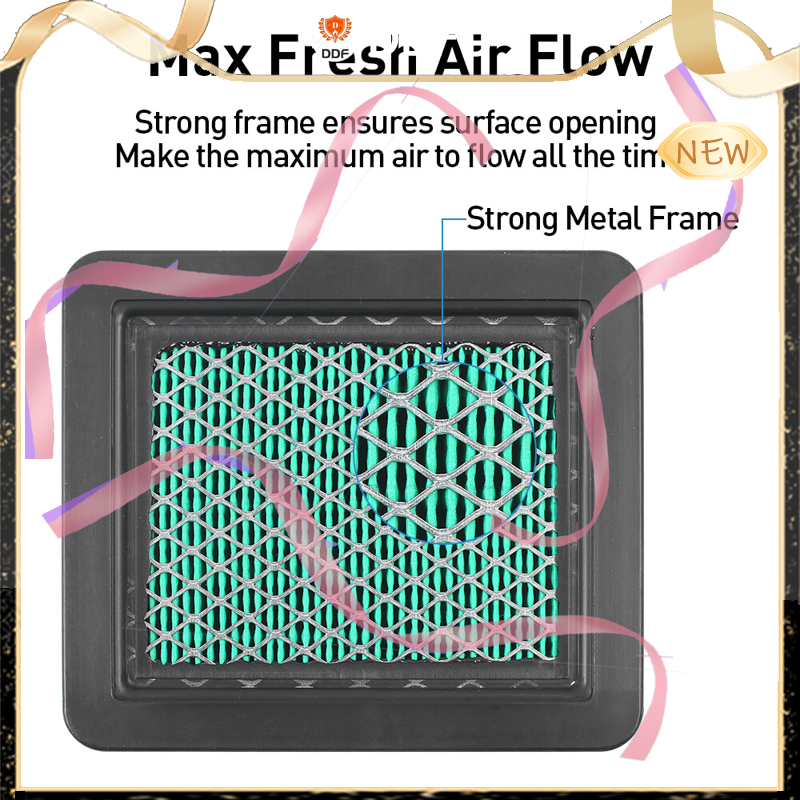 DDF
Max Fresh Air Flow
Strong frame ensures surface opening
Make the maximum air to flow all the tim
NEW
Strong Metal Frame